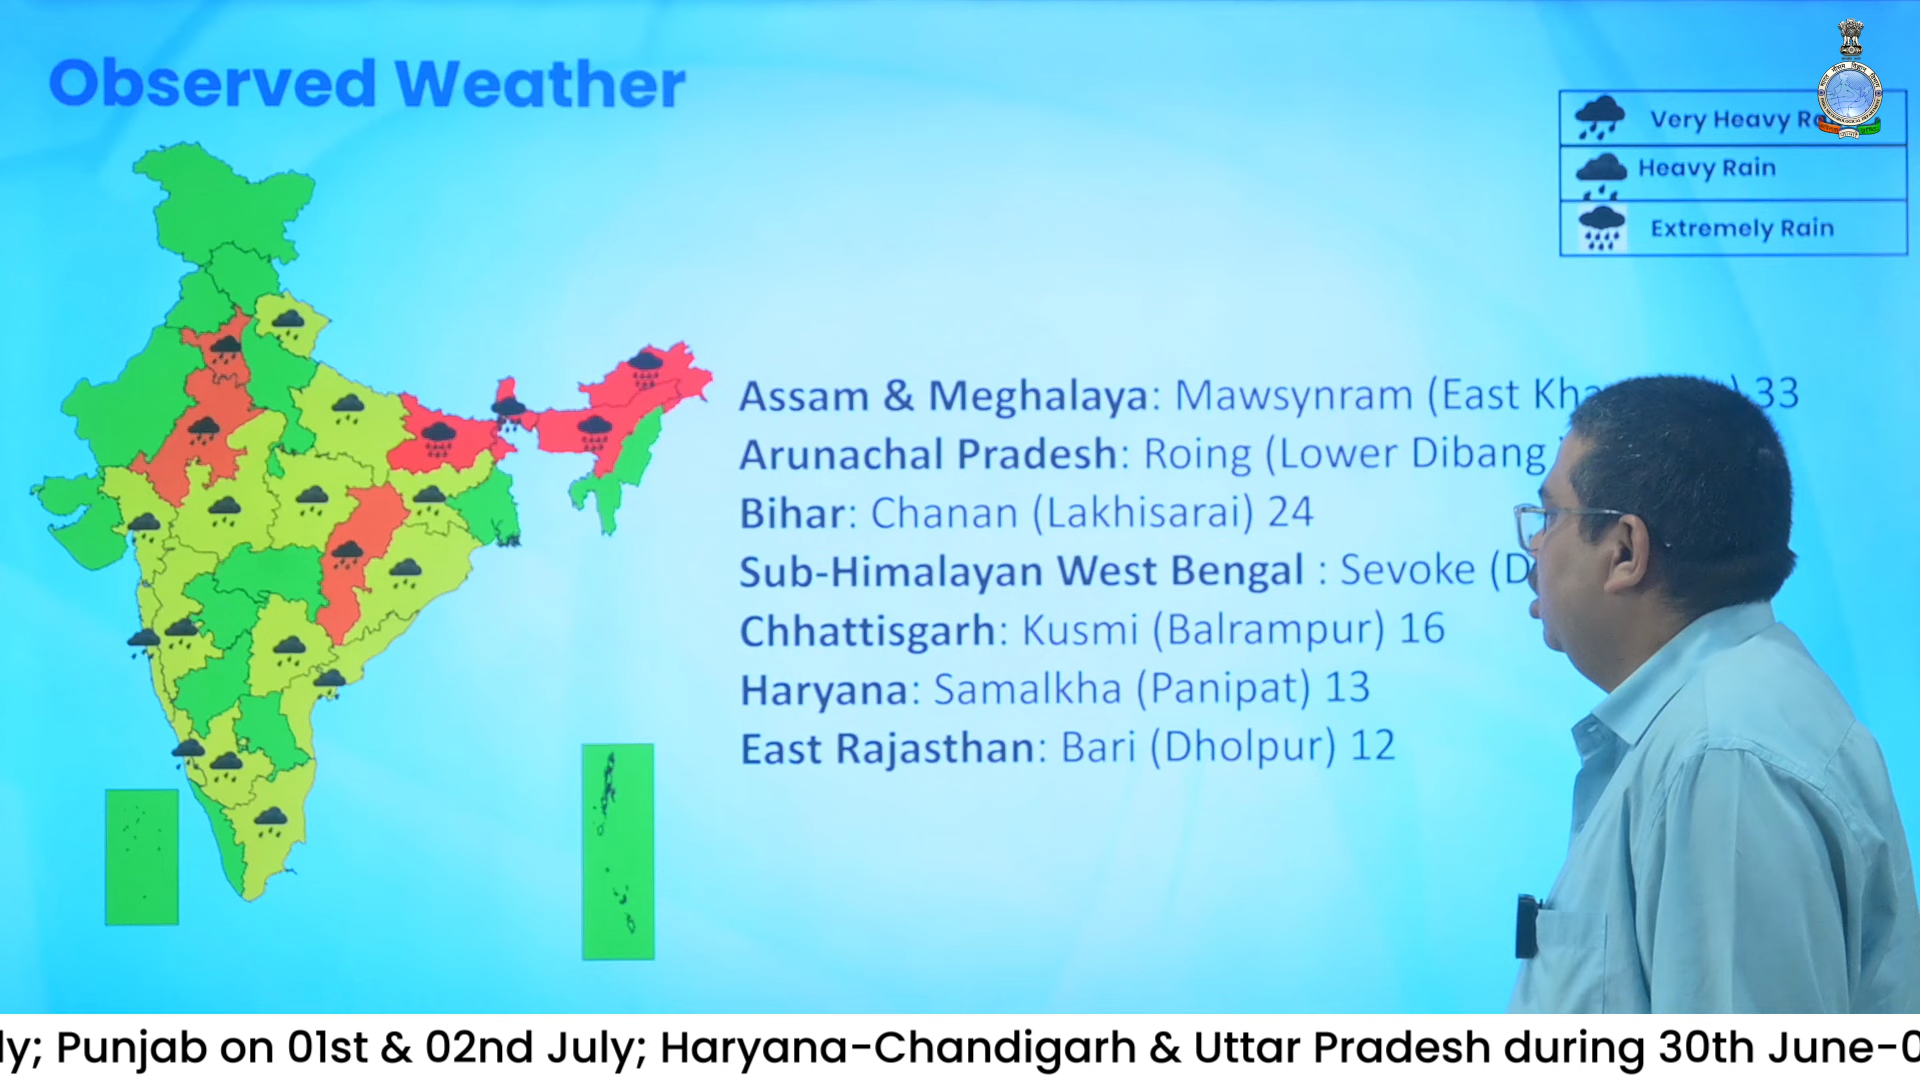 Observed Weather
Very Heavy
Heavy Rain
Extremely Rain
Assam & Meghalaya: Mawsynram (East 33
Arunachal Pradesh: Roing (Lower Dibang
Bihar: Chanan (Lakhisarai) 24
Sub-Himalayan West Bengal : Sevoke
Chhattisgarh: Kusmi (Balrampur) 16
Haryana: Samalkha (Panipat) 13
East Rajasthan: Bari (Dholpur) 12
Punjab on 01st & 02nd July; Haryana-Chandigarh & Uttar Pradesh during 30th June-0